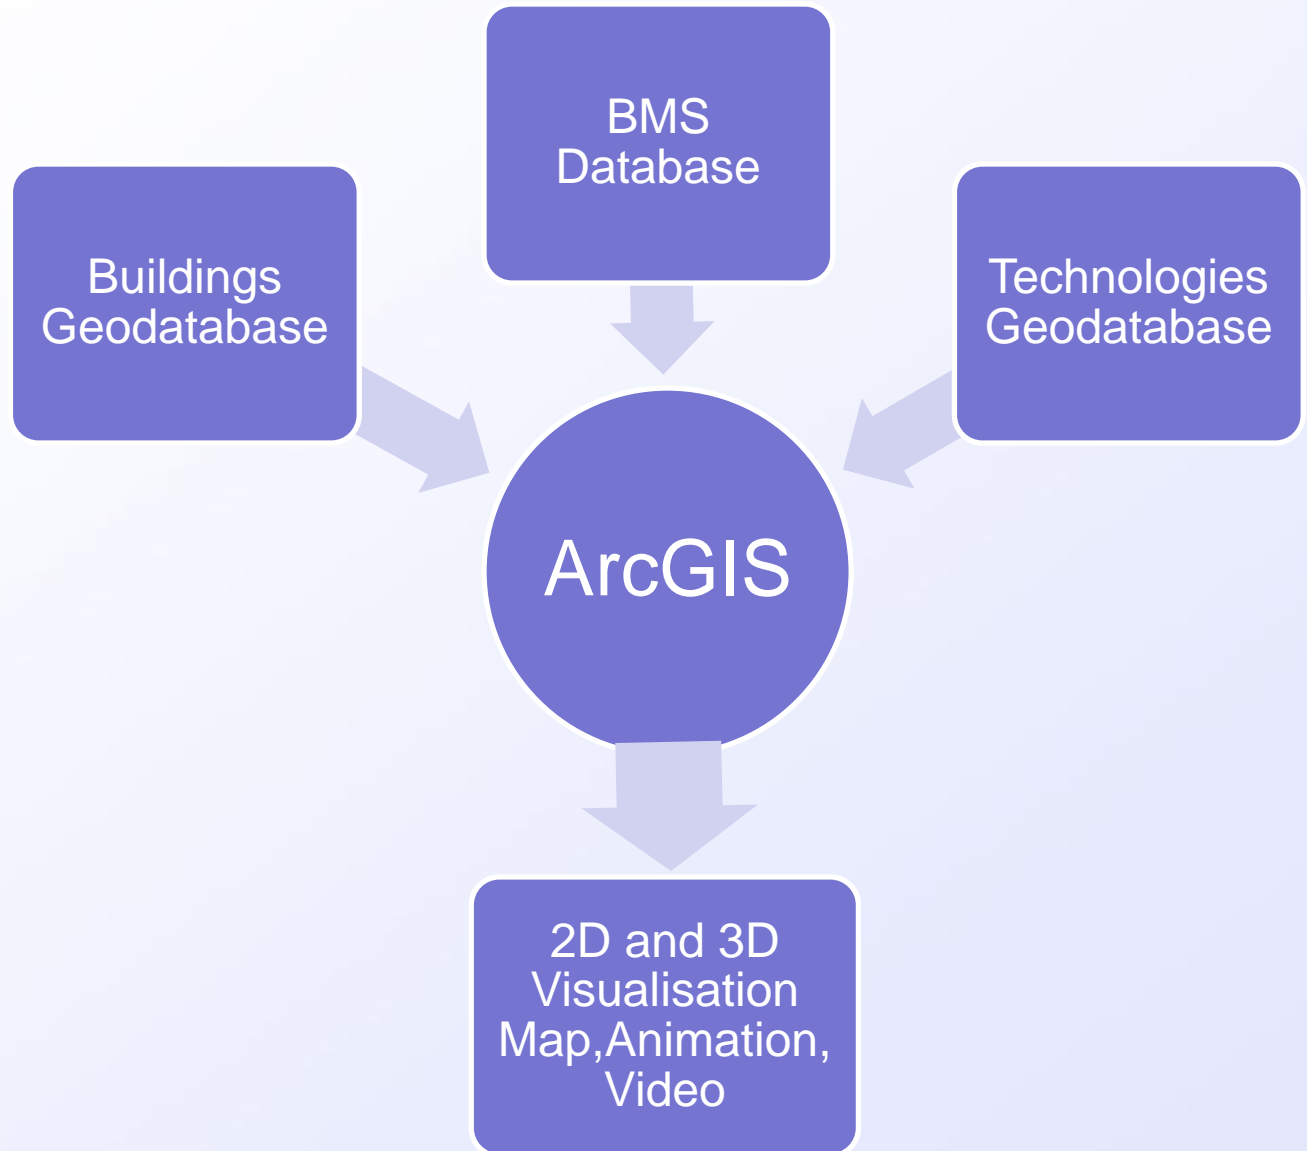 BMS
Database
Buildings
Geodatabase
Technologies
Geodatabase
ArcGIS
2D and 3D
Visualisation
Map,Animation,
Video